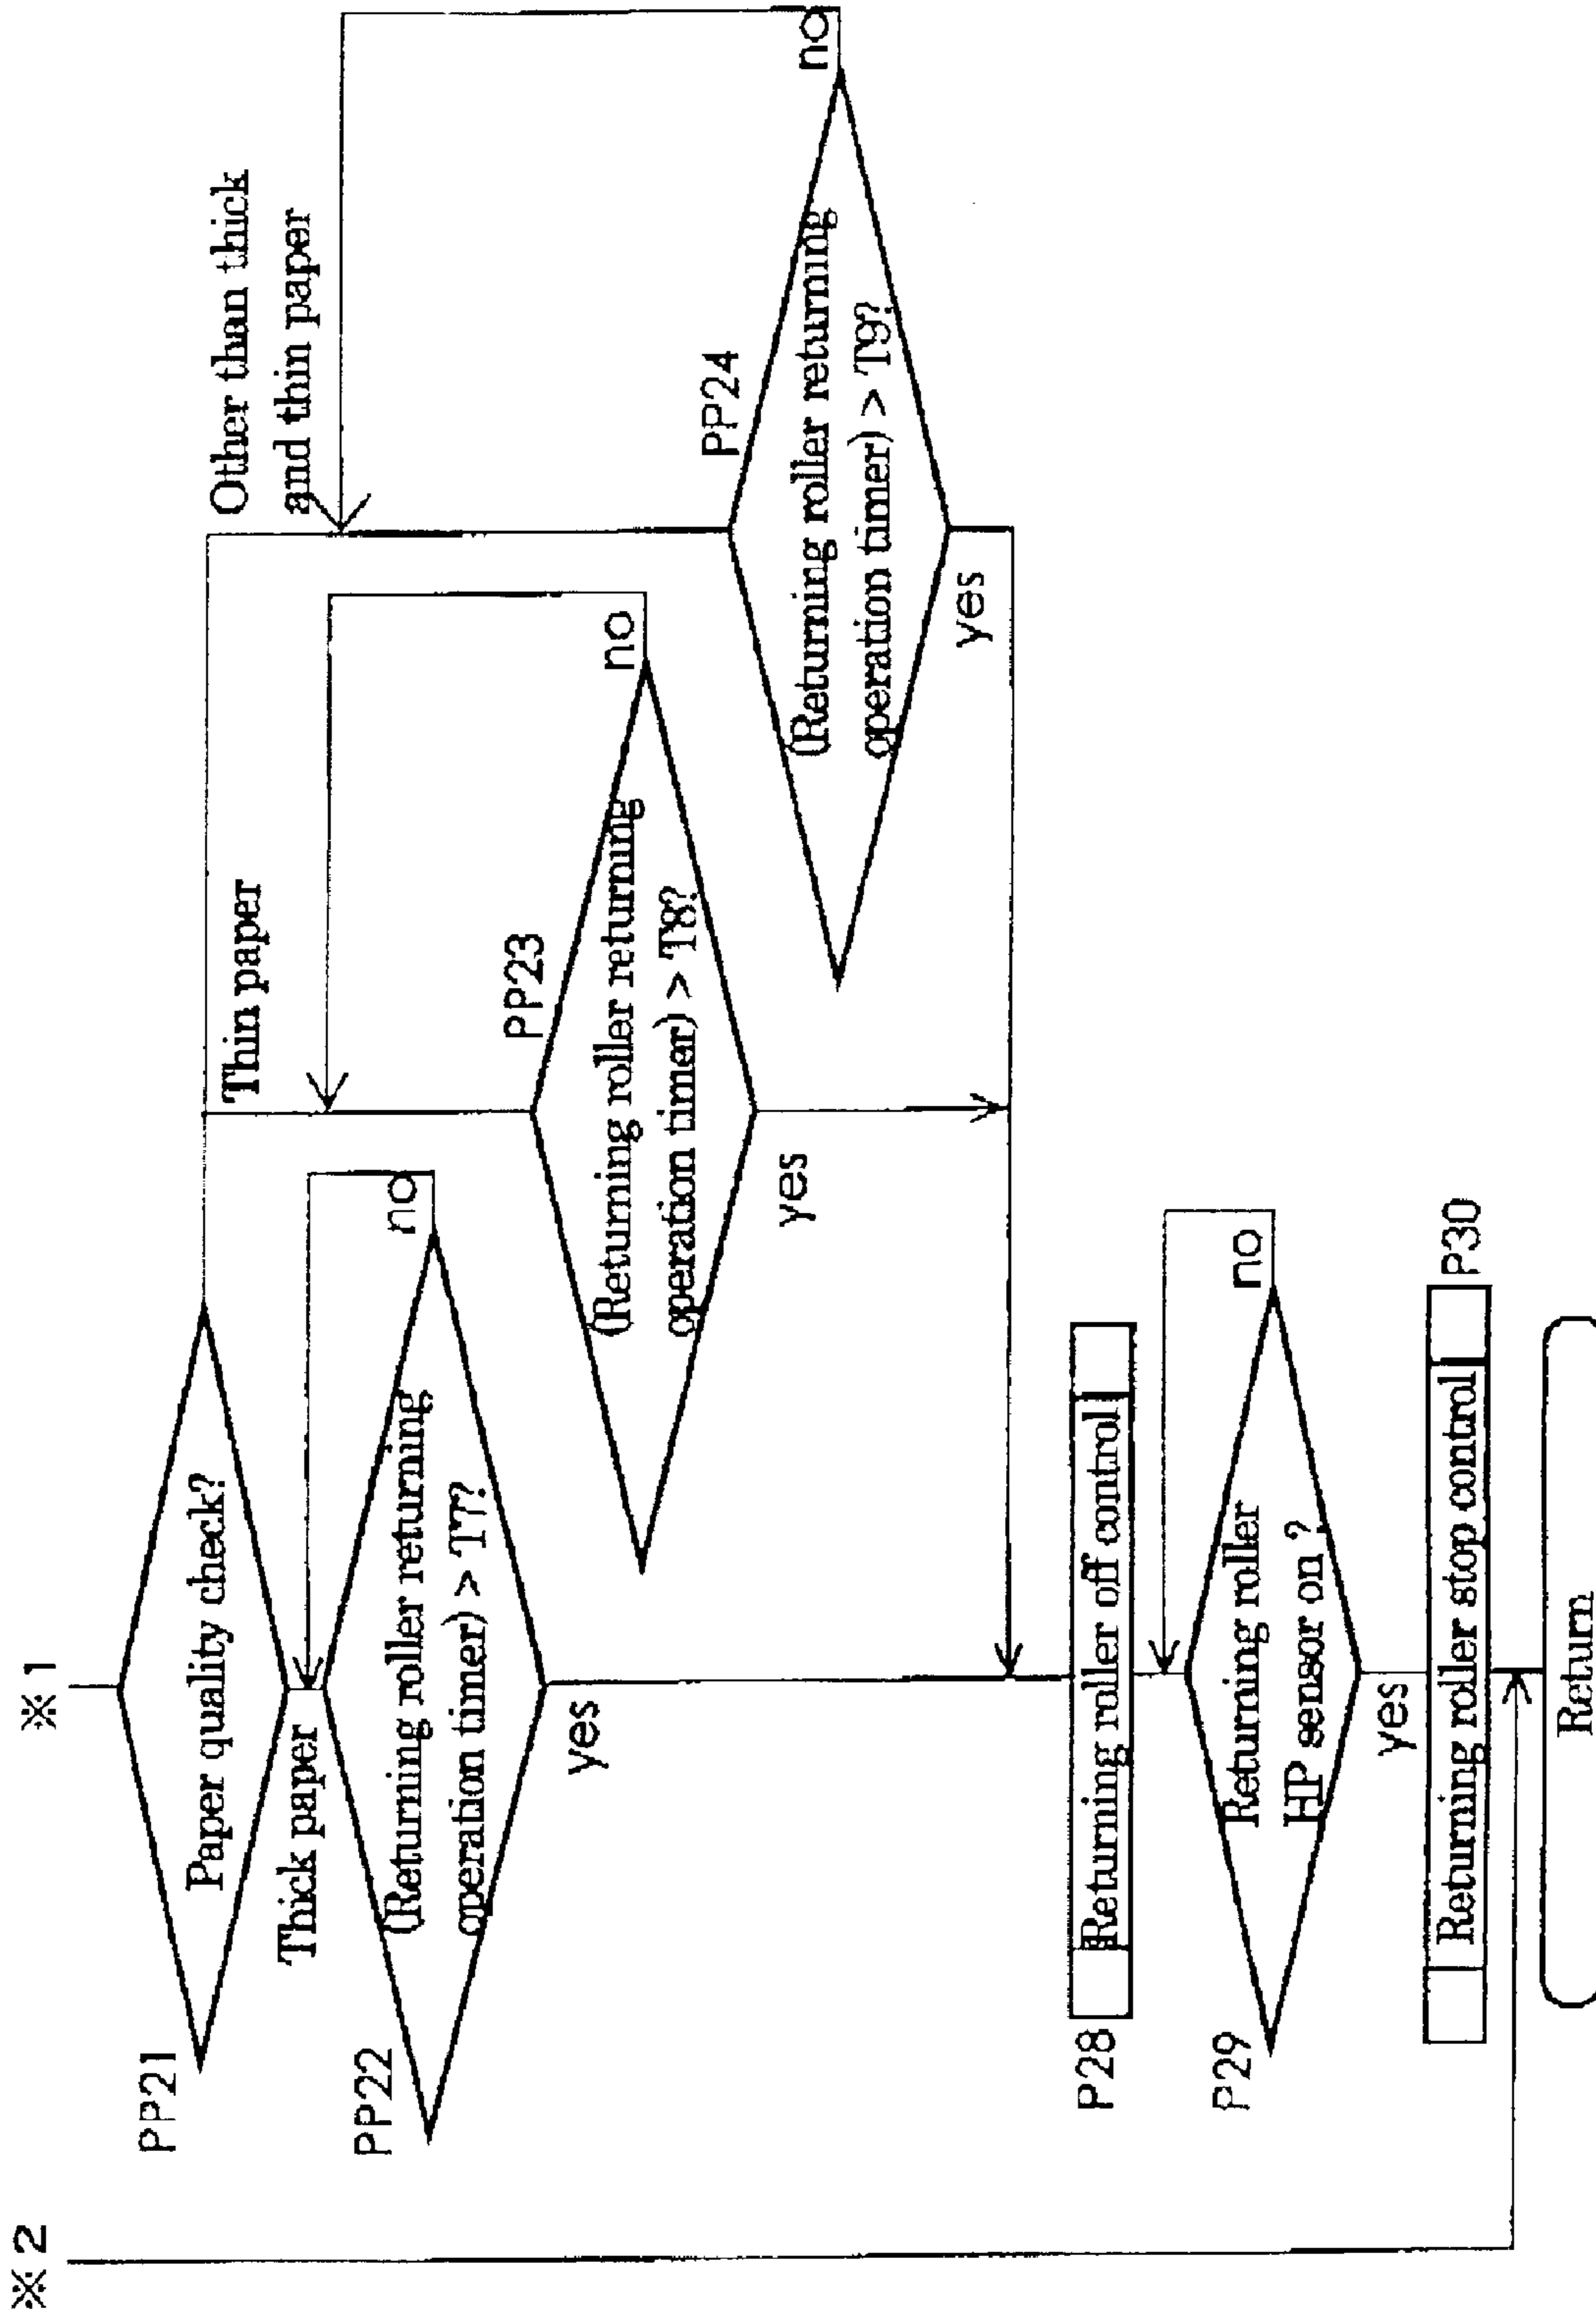 ※2
※1
PP21
Paper quality check?
Thick paper
Thin paper
Other than thick
and thin paper
PP22
(Returning roller returning
operation timer) > T7?
no
yes
PP23
(Returning roller returning
operation timer) > T8?
no
yes
PP24
(Returning roller returning
operation timer) > T9?
no
yes
P28
Returning roller off control
P29
Returning roller
HP sensor on ?
no
yes
Returning roller stop control
P30
Return